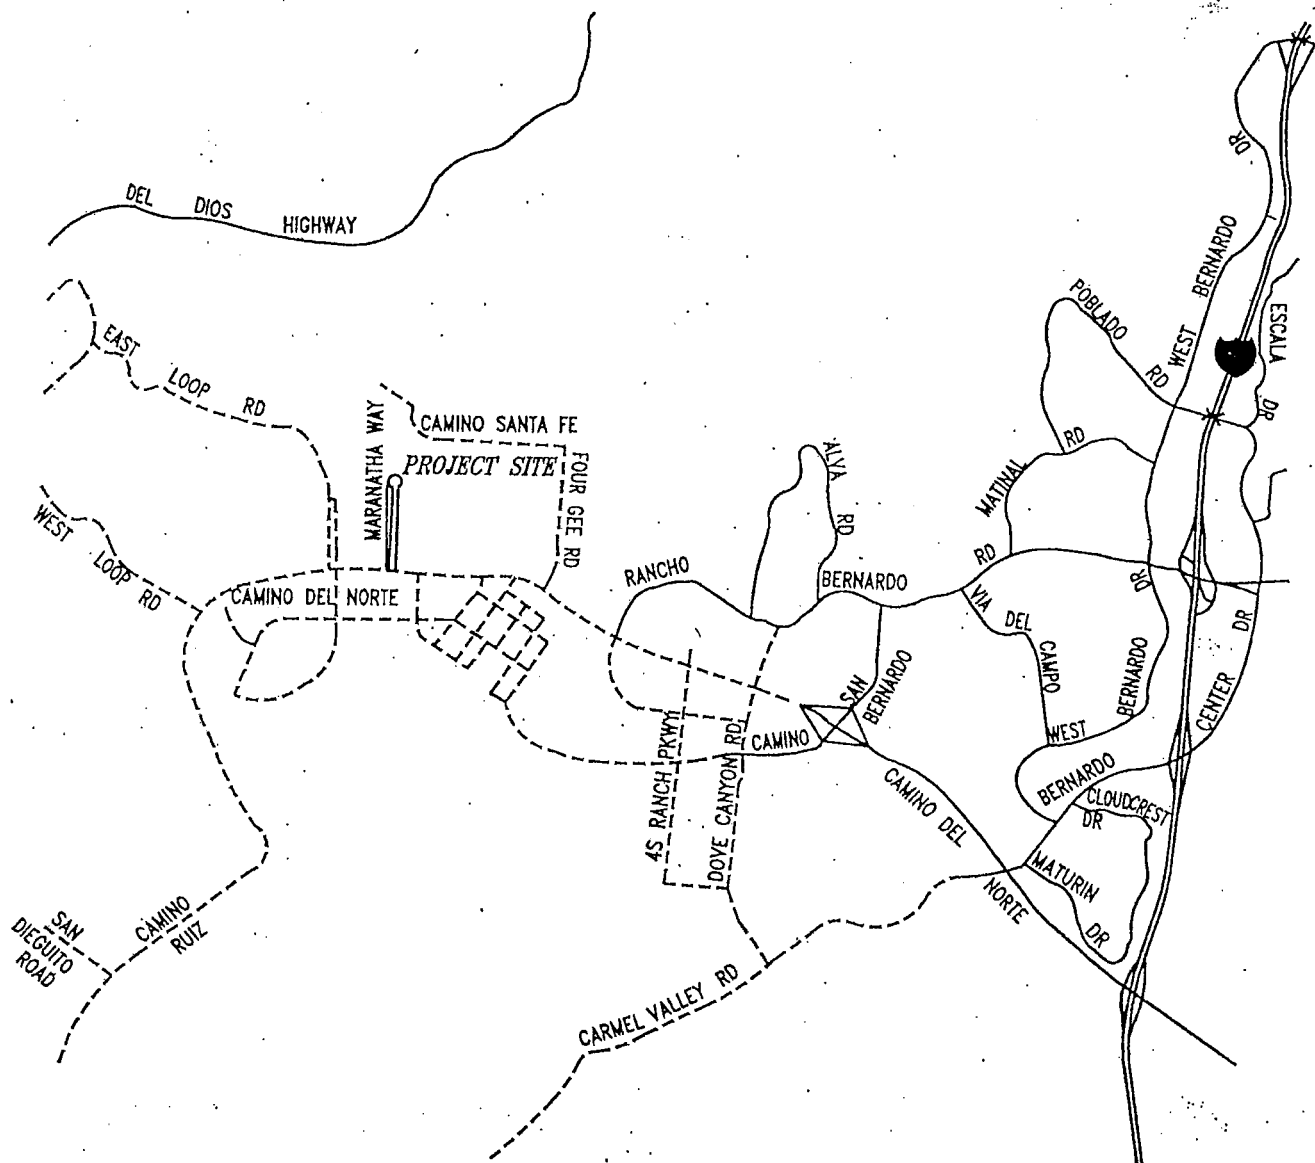 DEL DIOS HIGHWAY
EAST LOOP RD
WEST LOOP RD
MARANATHA WAY
CAMINO SANTA FE
PROJECT SITE
FOUR GEE RD
CAMINO DEL NORTE
RANCHO BERNARDO RD
ALVA RD
MATINAL RD
POBLADO RD
WEST BERNARDO DR
ESCALA DR
VIA DEL CAMPO
WEST BERNARDO DR
BERNARDO CENTER DR
CLOUDCREST DR
MATURIN DR
CAMINO SAN BERNARDO
CAMINO DEL NORTE
4S RANCH PKWY
DOVE CANYON RD
CARMEL VALLEY RD
CAMINO RUIZ
SAN DIEGUITO ROAD